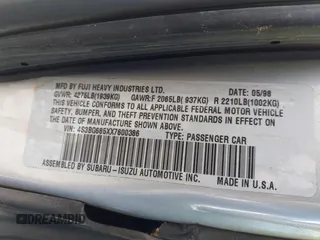 MFD. BY FUJI HEAVY INDUSTRIES LTD. 05/98
GVWR: 4275LB(1939KG) GAWR:F 2065LB( 937KG) R 2210LB(1002KG)
THIS VEHICLE CONFORMS TO ALL APPLICABLE FEDERAL MOTOR VEHICLE
SAFETY, BUMPER, AND THEFT PREVENTION STANDARDS IN EFFECT ON
THE DATE OF MANUFACTURE SHOWN ABOVE.
VIN: 4S3BG685XX7600386 TYPE: PASSENGER CAR
ASSEMBLED BY SUBARU-ISUZU AUTOMOTIVE INC. MADE IN U.S.A.
DREAMBID